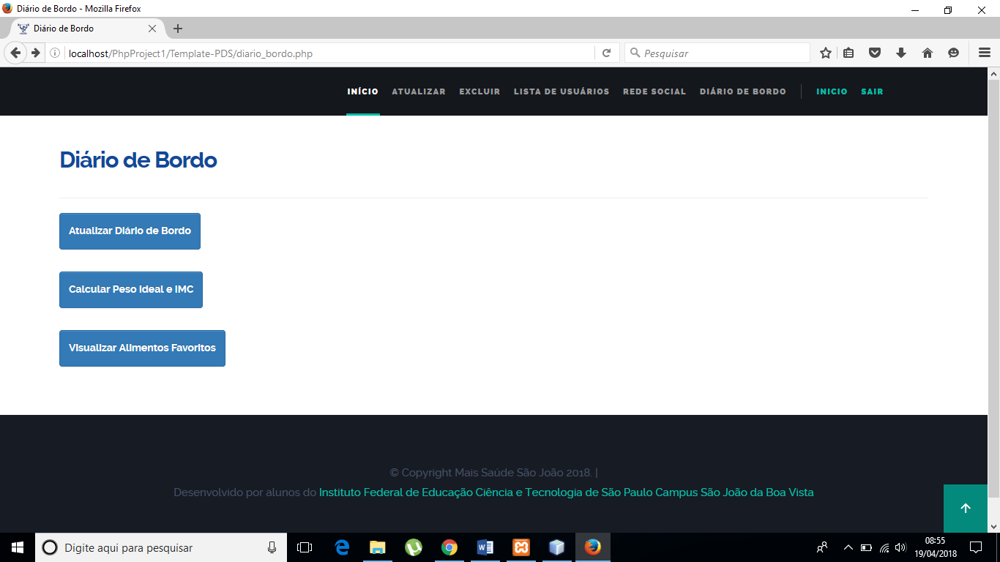 Diário de Bordo - Mozilla Firefox
Diário de Bordo
localhost/PhpProject1/Template-PDS/diario_bordo.php
Pesquisar
INÍCIO ATUALIZAR EXCLUIR LISTA DE USUÁRIOS REDE SOCIAL DIÁRIO DE BORDO INICIO SAIR
Diário de Bordo
Atualizar Diário de Bordo
Calcular Peso Ideal e IMC
Visualizar Alimentos Favoritos
© Copyright Mais Saúde São João 2018. |
Desenvolvido por alunos do Instituto Federal de Educação Ciência e Tecnologia de São Paulo Campus São João da Boa Vista
Digite aqui para pesquisar
08:55
19/04/2018